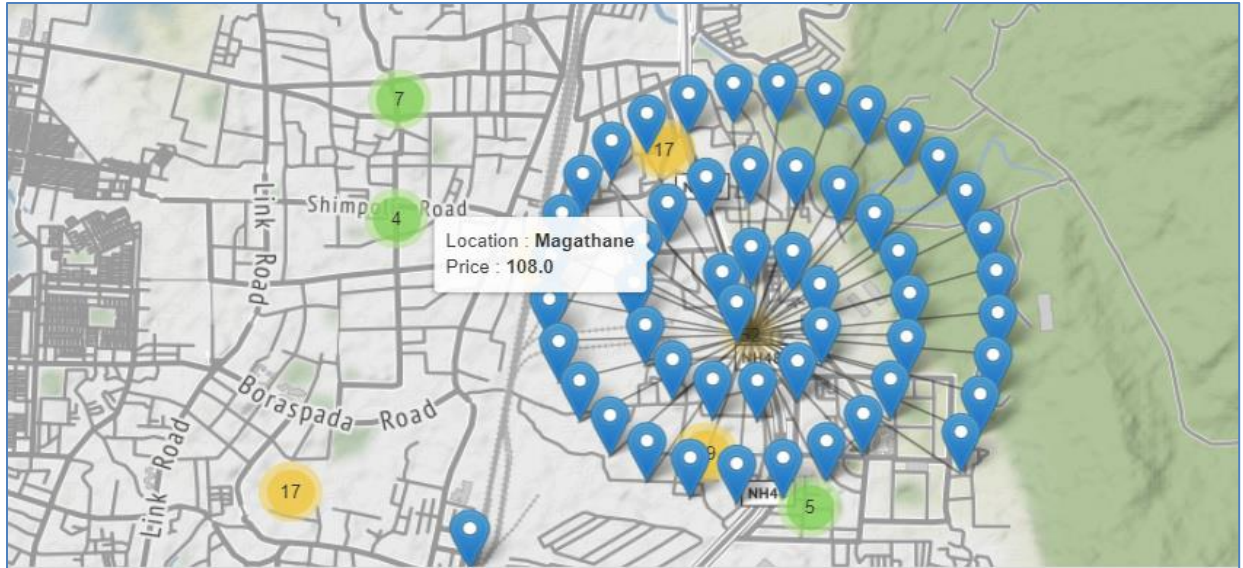 7
17
Link Road
Shimpoli Road
4
Location : Magathane
Price : 108.0
NH48
Boraspada Road
Link Road
17
9
NH4
5